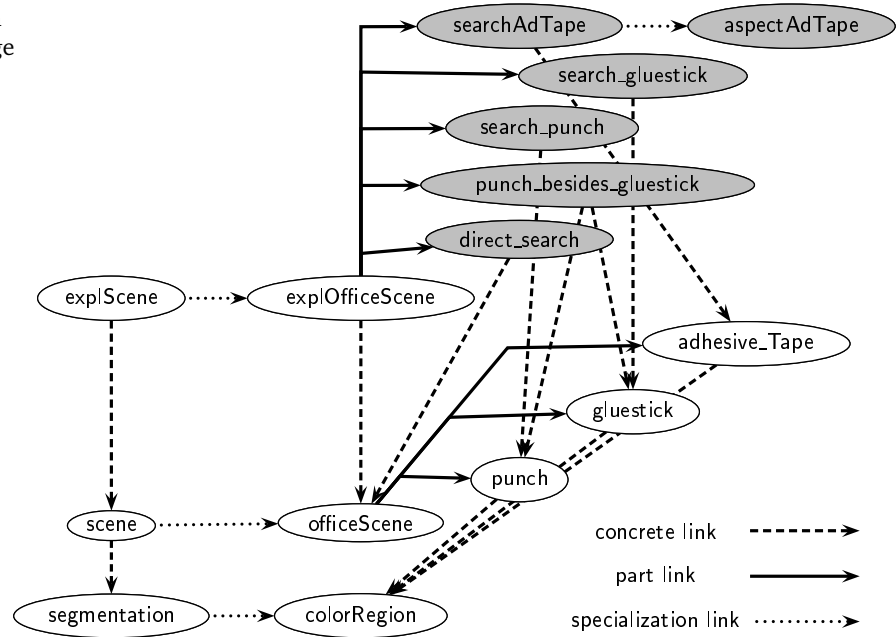 ge
searchAdTape
aspectAdTape
search_gluestick
search_punch
punch_besides_gluestick
direct_search
explScene
explOfficeScene
adhesive_Tape
gluestick
punch
scene
officeScene
concrete link
part link
segmentation
colorRegion
specialization link